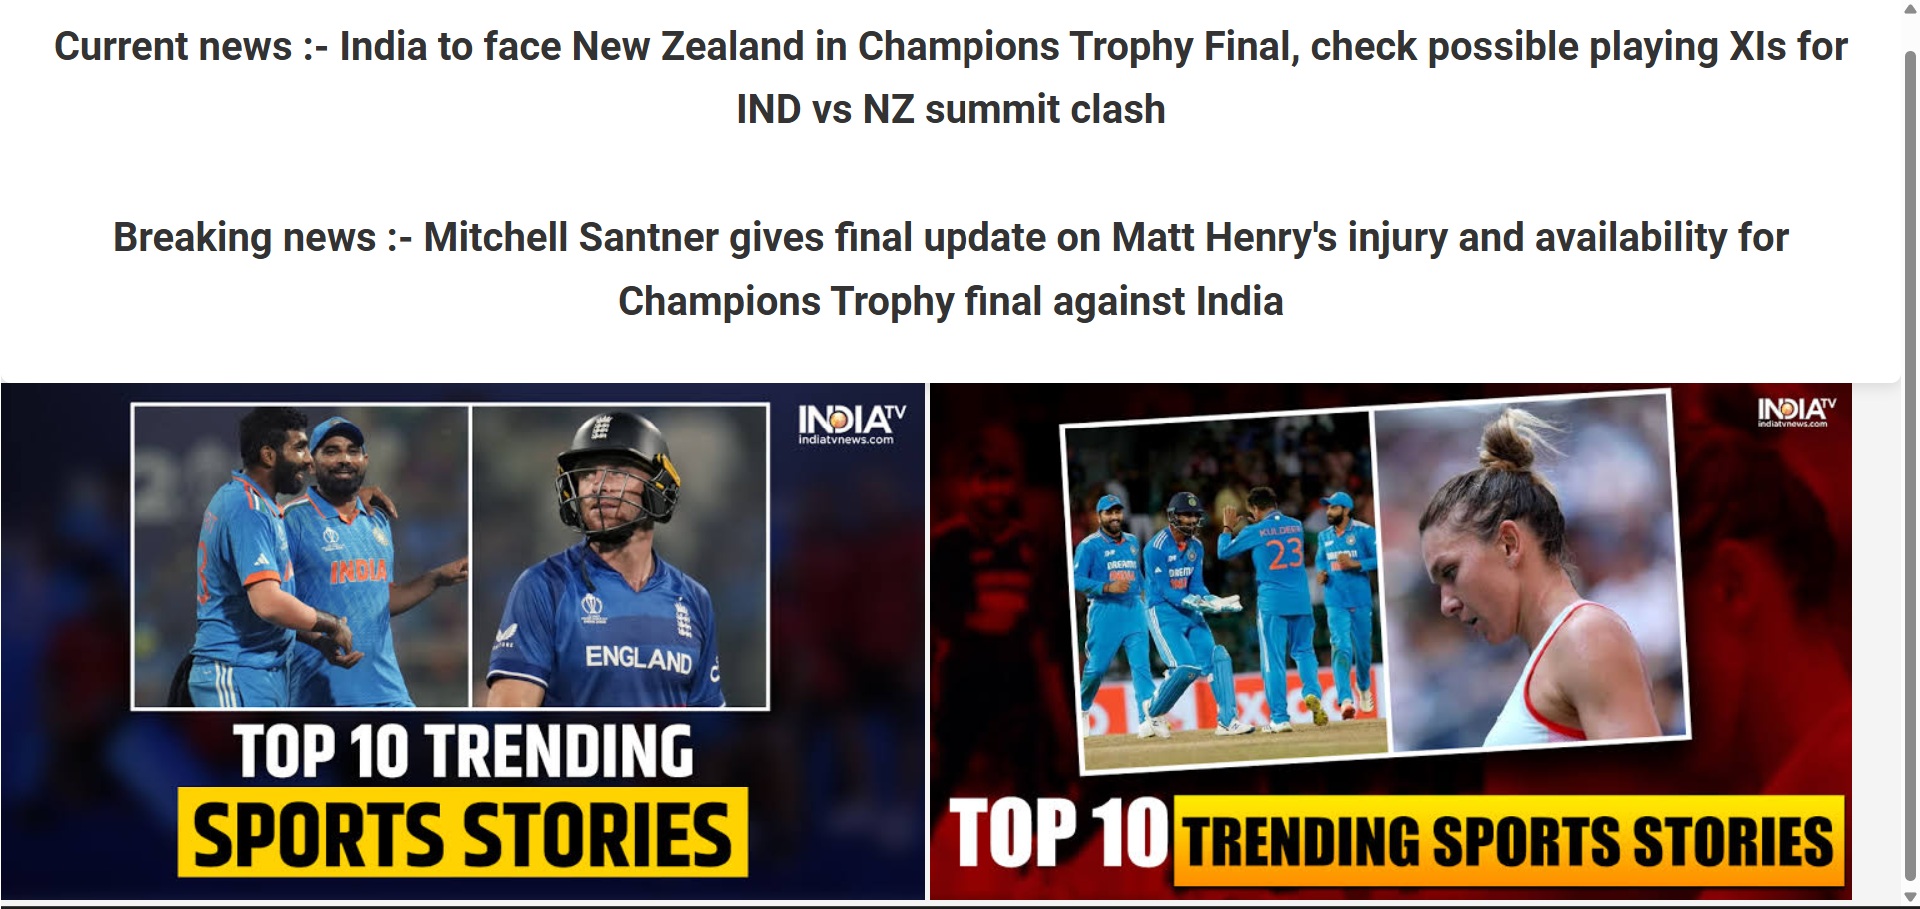 Current news :- India to face New Zealand in Champions Trophy Final, check possible playing XIs for
IND vs NZ summit clash
Breaking news :- Mitchell Santner gives final update on Matt Henry's injury and availability for
Champions Trophy final against India
INDIA TV
indiatvnews.com
INDIA
ENGLAND
TOP 10 TRENDING
SPORTS STORIES
INDIA TV
indiatvnews.com
KULDEEP
23
TOP 10 TRENDING SPORTS STORIES